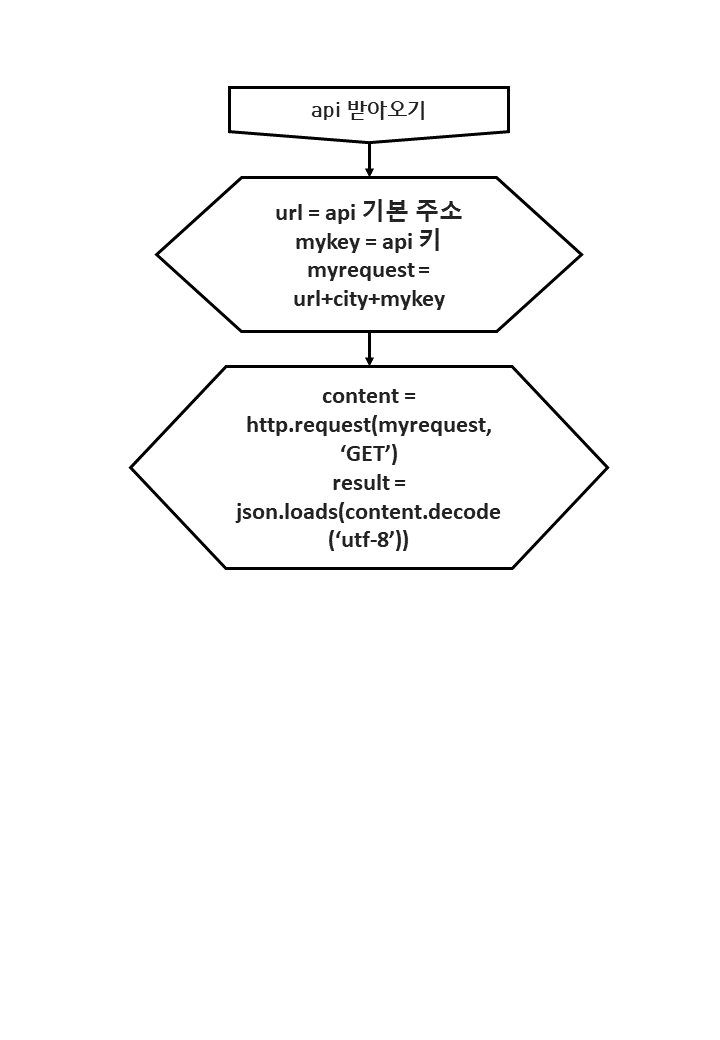 api 받아오기
url = api 기본 주소
mykey = api 키
myrequest =
url+city+mykey
content =
http.request(myrequest,
‘GET’)
result =
json.loads(content.decode
(‘utf-8’))